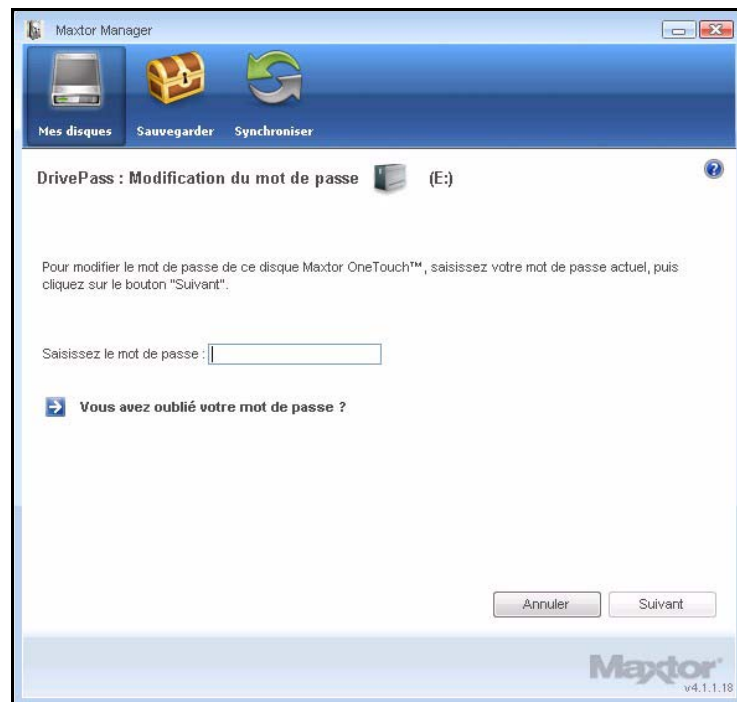 Maxtor Manager
Mes disques Sauvegarder Synchroniser
DrivePass : Modification du mot de passe (E:)
Pour modifier le mot de passe de ce disque Maxtor OneTouch™, saisissez votre mot de passe actuel, puis
cliquez sur le bouton "Suivant".
Saisissez le mot de passe :
Vous avez oublié votre mot de passe ?
Annuler Suivant
Maxtor
v4.1.1.18